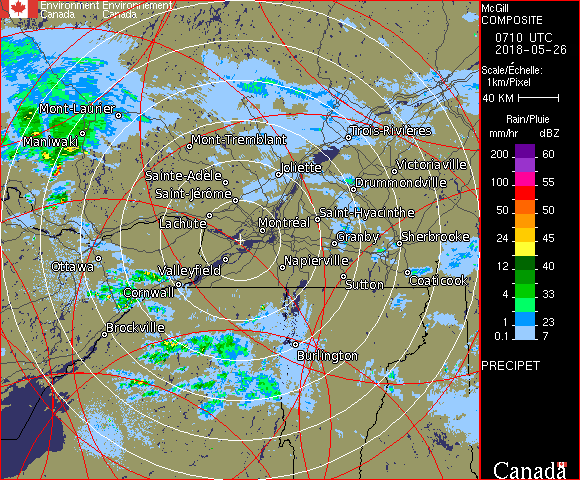 Environment Environnement
Canada Canada
McGill
COMPOSITE
0710 UTC
2018-05-26
Scale/Échelle:
1km/Pixel
40 KM
Rain/Pluie
mm/hr dBZ
200 60
100 55
50 50
24 45
12 40
4 33
1 23
0.1 7
PRECIPET
Canada
Mont-Laurier
Maniwaki
Mont-Tremblant
Trois-Rivières
Joliette
Victoriaville
Sainte-Adèle
Drummondville
Saint-Jérôme
Saint-Hyacinthe
Lachute
Montréal
Granby
Sherbrooke
Ottawa
Valleyfield
Napierville
Cornwall
Sutton
Coaticook
Brockville
Burlington